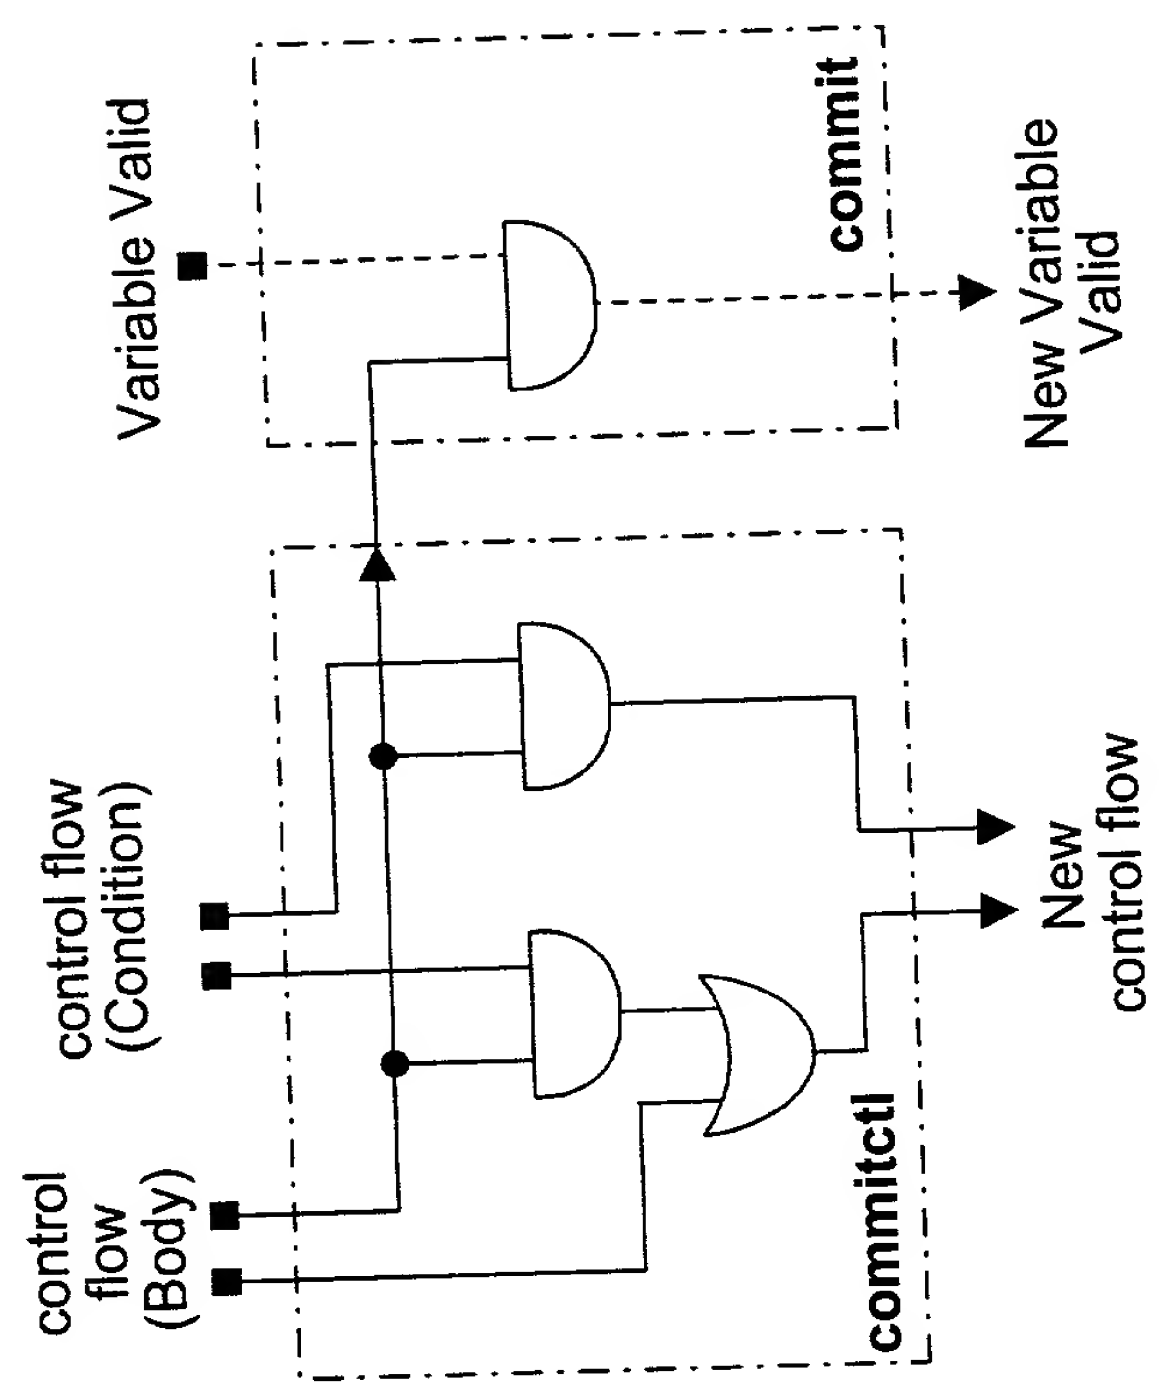 control
flow
(Body)
control flow
(Condition)
Variable Valid
commitctl
commit
New
control flow
New Variable
Valid